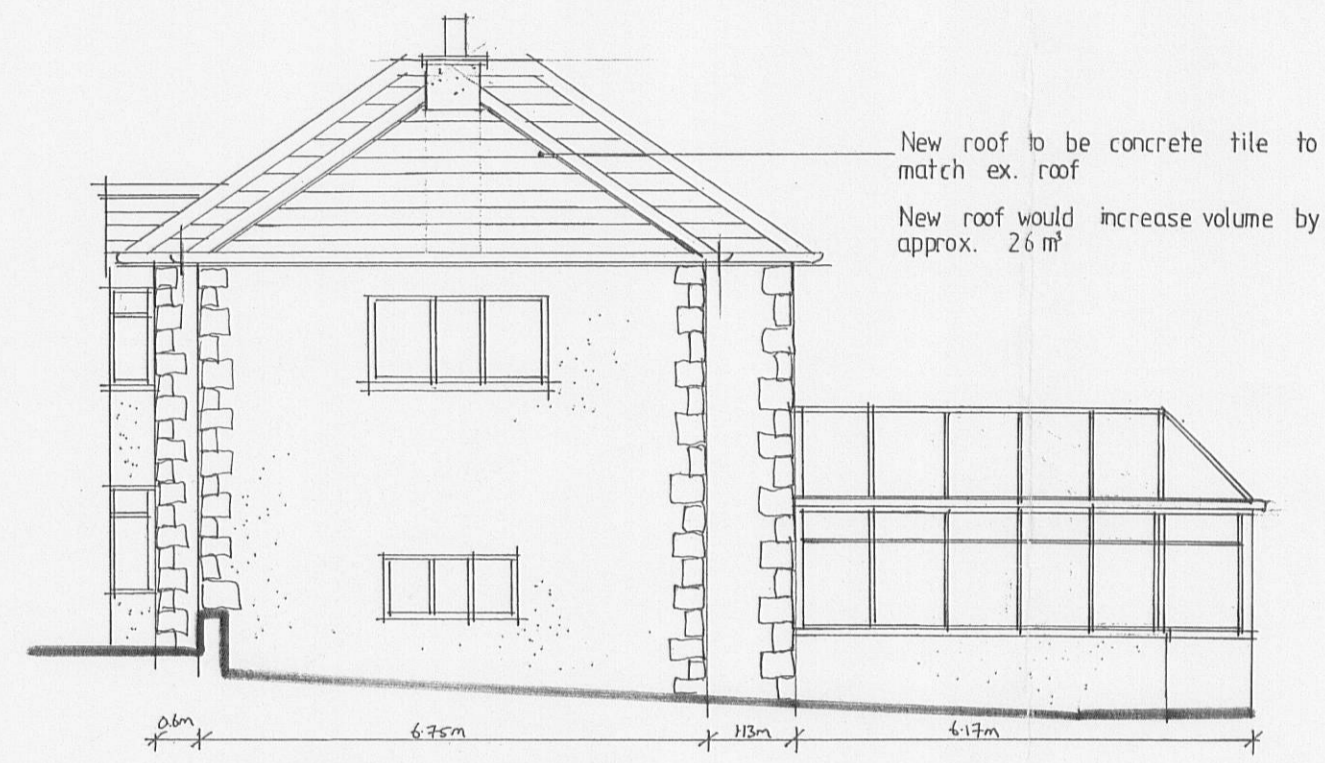 New roof to be concrete tile to
match ex. roof
New roof would increase volume by
approx. 26 m³
0.6m
6.75m
1.13m
6.17m